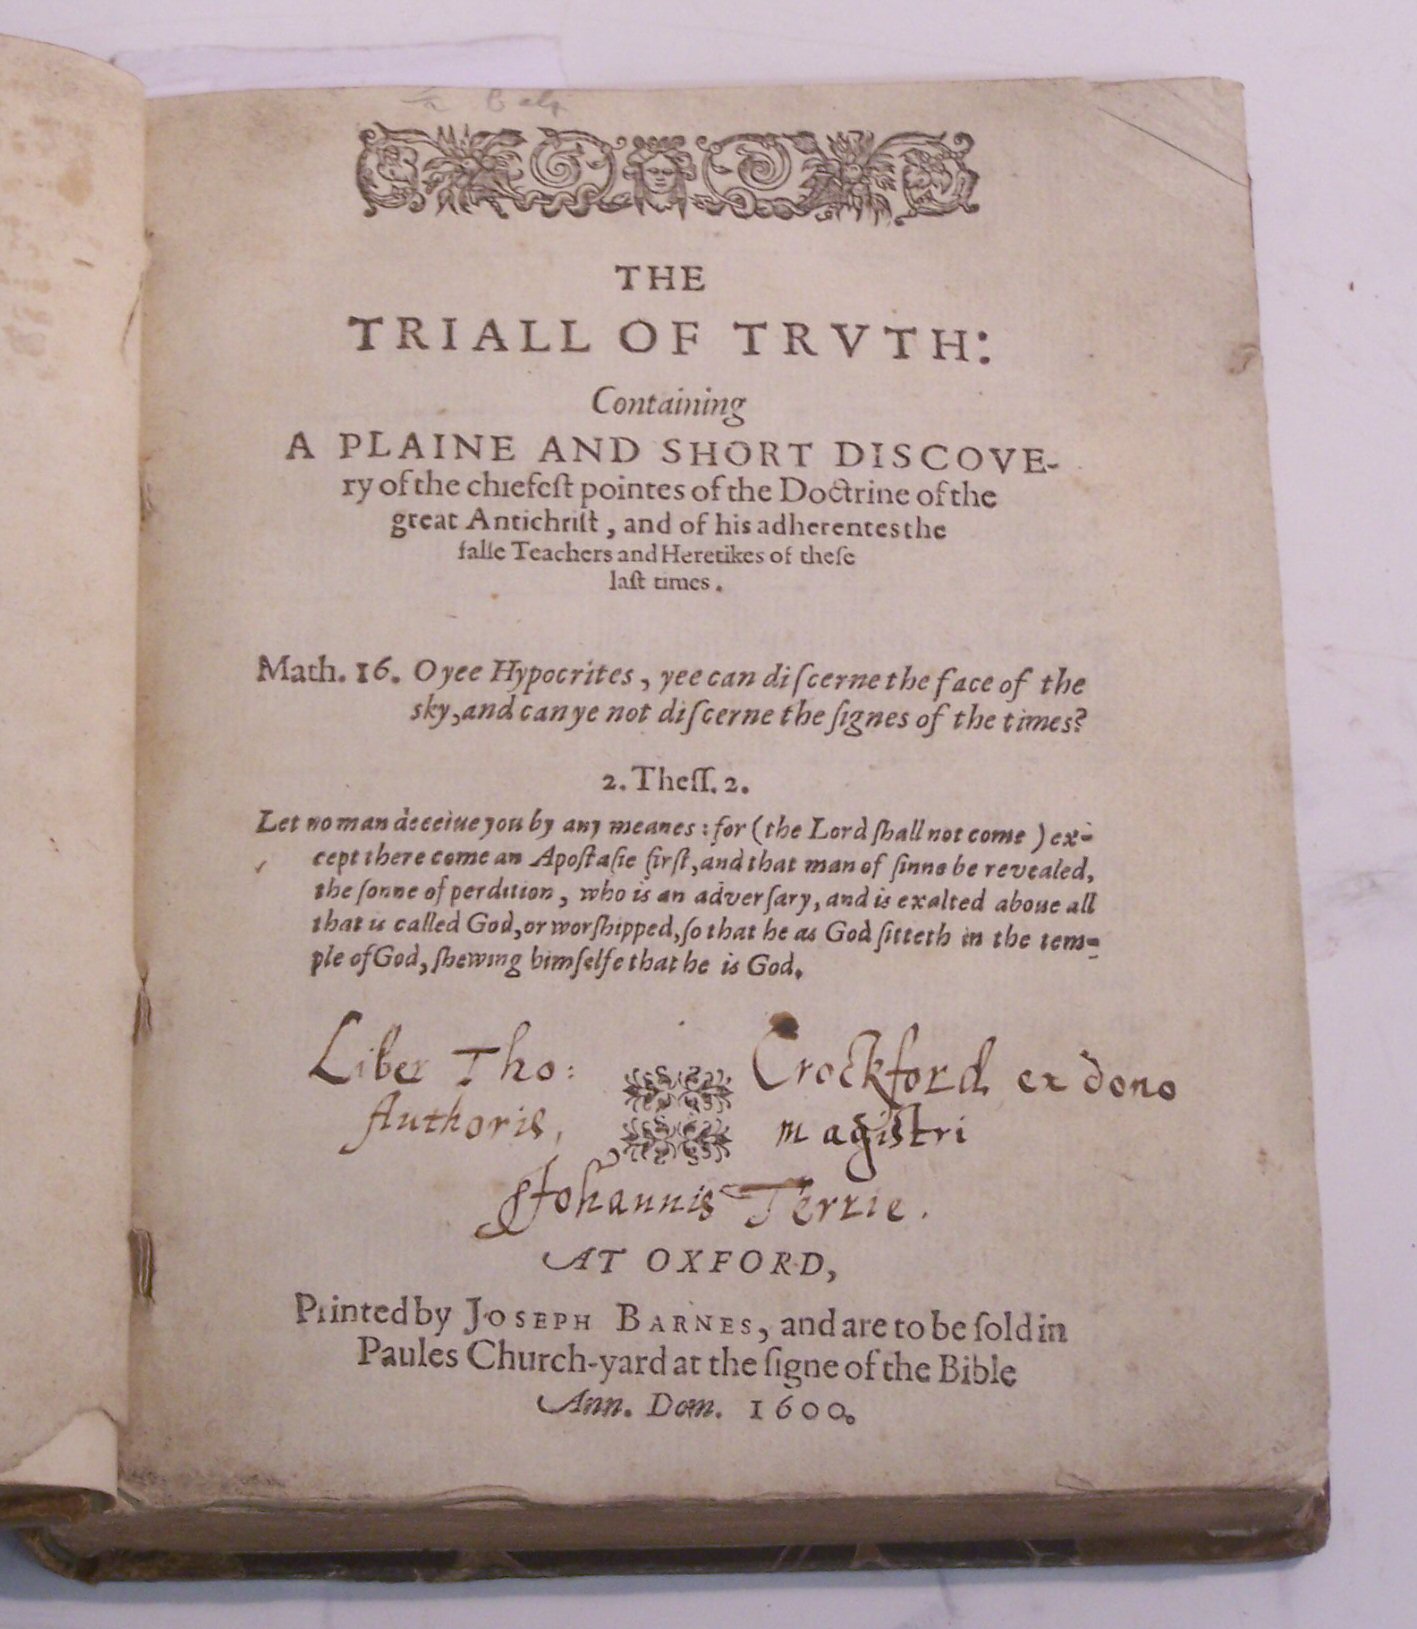 THE
TRIALL OF TRVTH:
Containing
A PLAINE AND SHORT DISCOVE-
ry of the chiefeſt pointes of the Doctrine of the
great Antichriſt, and of his adherentes the
falſe Teachers and Heretikes of theſe
laſt times.
Math. 16. O yee Hypocrites, yee can diſcerne the face of the
sky, and can ye not diſcerne the ſignes of the times?
2. Theſſ. 2.
Let no man deceiue you by any meanes: for (the Lord ſhall not come) ex-
cept there come an Apoſtaſie firſt, and that man of ſinne be revealed,
the ſonne of perdition, who is an adverſary, and is exalted aboue all
that is called God, or worſhipped, ſo that he as God ſitteth in the tem-
ple of God, ſhewing himſelfe that he is God.
Liber Tho: Crockford ex dono
Authoris, magistri
Johannis Terrie.
AT OXFORD,
Printed by JOSEPH BARNES, and are to be ſold in
Paules Church-yard at the ſigne of the Bible
Ann. Dom. 1600.